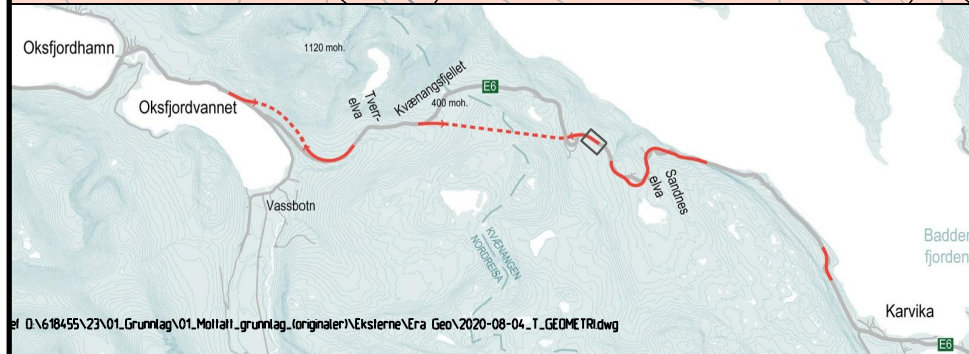 Oksfjordhamn
1120 moh.
Oksfjordvannet
Tverr-
elva
Kvænangsfjellet
400 moh.
E6
Sandnes
elva
Vassbotn
KVÆNANGEN
NORDREISA
Badder
fjorden
Karvika
E6
ef D:\618455\23\01_Grunnlag\01_Mottatt_grunnlag_(originaler)\Eksterne\Era Geo\2020-08-04_T_GEOMETRI.dwg